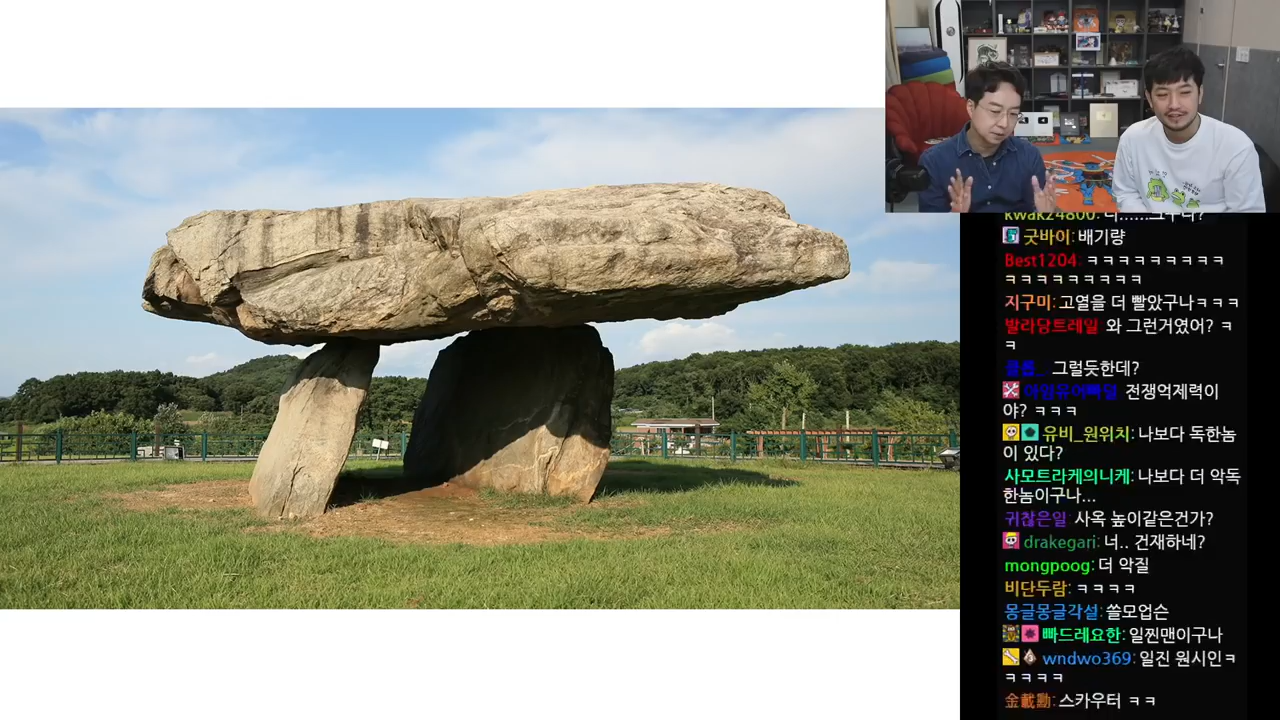 굿바이: 배기량
Best1204: ㅋㅋㅋㅋㅋㅋㅋㅋㅋ
ㅋㅋㅋㅋㅋㅋㅋㅋㅋ
지구미: 고열을 더 빨았구나ㅋㅋㅋ
발라담트레일: 와 그런거였어? ㅋ
ㅋ
그럴듯한데?
전쟁억제력이
야? ㅋㅋㅋ
유비_원위치: 나보다 독한놈
이 있다?
사모트라케의니케: 나보다 더 악독
한놈이구나...
귀찮은일: 사옥 높이같은건가?
drakegari: 너.. 건재하네?
mongpoog: 더 악질
비단두람: ㅋㅋㅋㅋ
몽글몽글각설: 쓸모업슨
빠드레요한: 일찐맨이구나
wndwo369: 일진 원시인ㅋ
ㅋㅋㅋㅋ
金載勳: 스카우터 ㅋㅋ